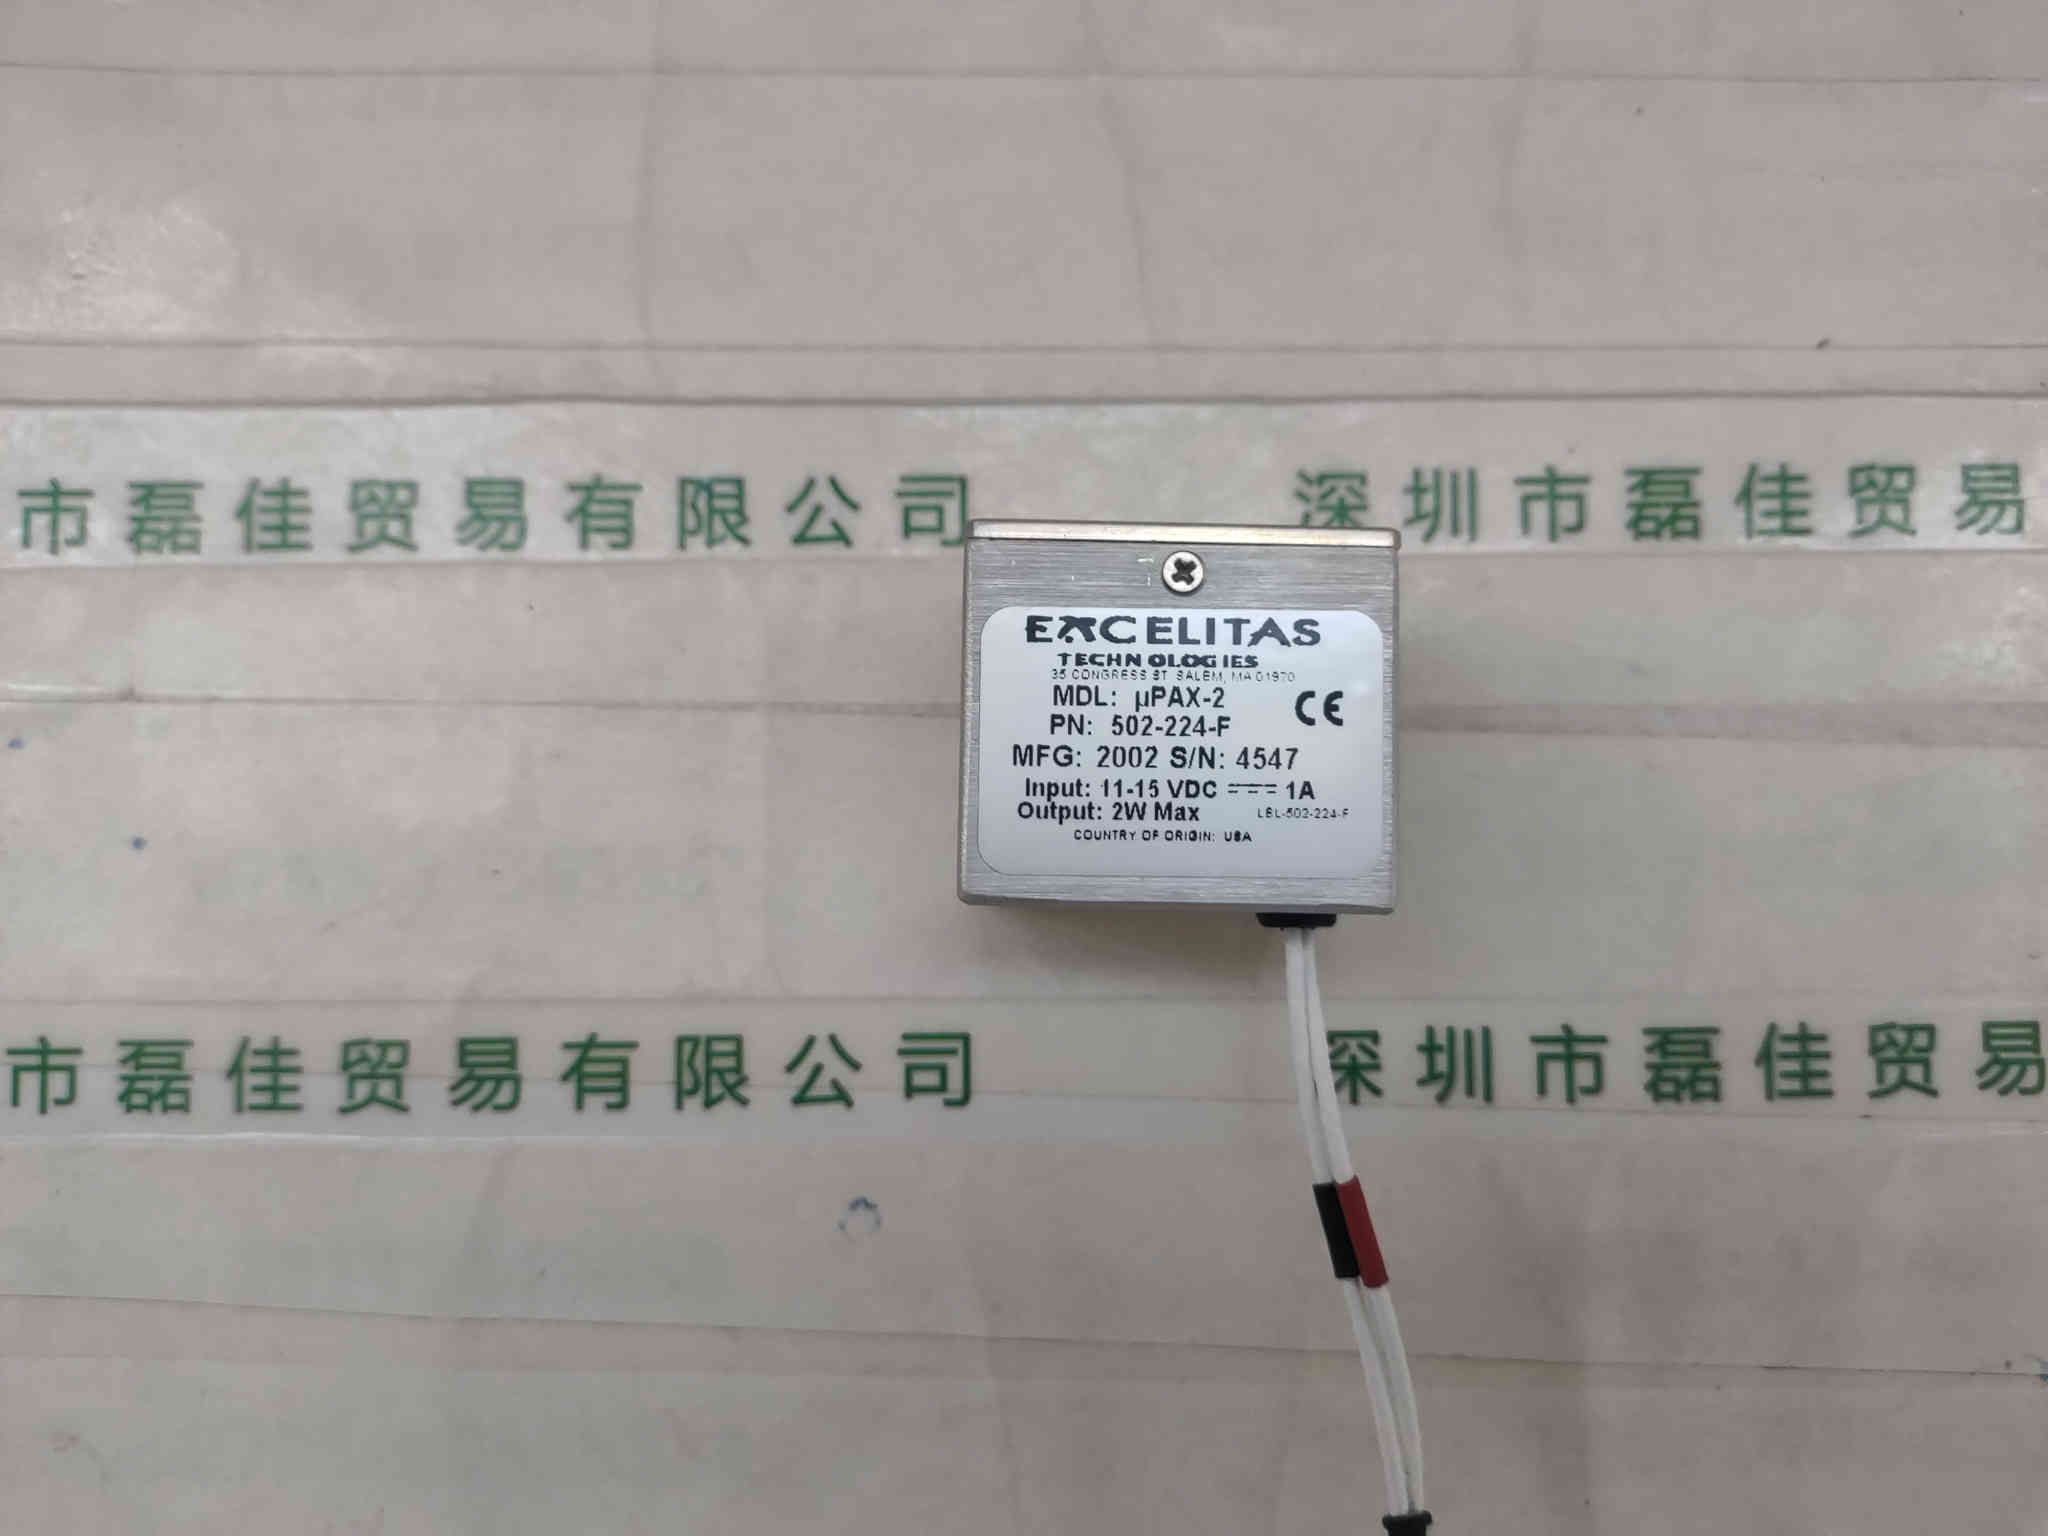 市磊佳贸易有限公司 深圳市磊佳贸易
EXCELITAS
TECHNOLOGIES
35 CONGRESS ST. SALEM, MA 01970
MDL: µPAX-2
CE
PN: 502-224-F
MFG: 2002 S/N: 4547
Input: 11-15 VDC 1A
Output: 2W Max LBL-502-224-F
COUNTRY OF ORIGIN: USA
市磊佳贸易有限公司 深圳市磊佳贸易